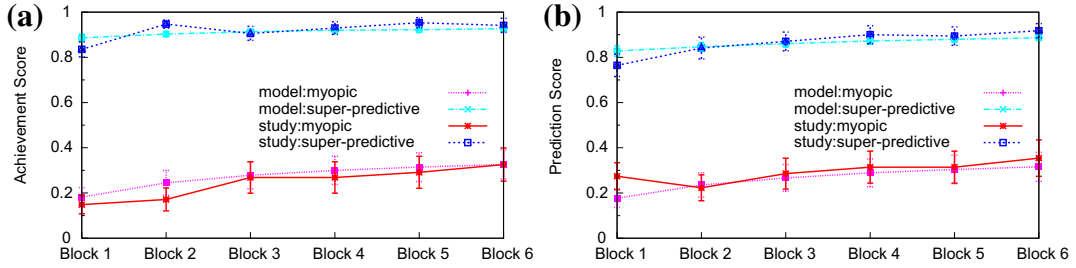 (a)
Achievement Score
1
0.8
0.6
0.4
0.2
0
model:myopic
model:super-predictive
study:myopic
study:super-predictive
Block 1 Block 2 Block 3 Block 4 Block 5 Block 6
(b)
Prediction Score
1
0.8
0.6
0.4
0.2
0
model:myopic
model:super-predictive
study:myopic
study:super-predictive
Block 1 Block 2 Block 3 Block 4 Block 5 Block 6